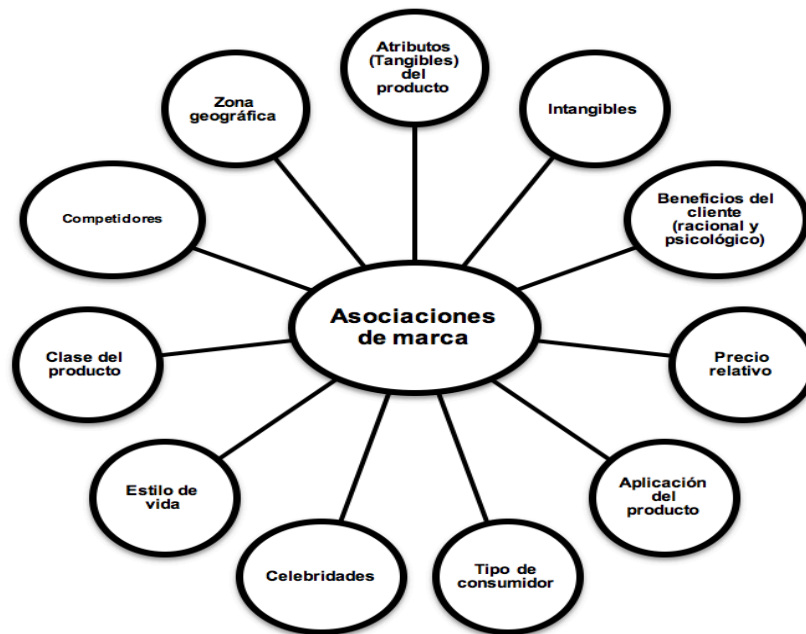 Atributos
(Tangibles)
del
producto
Zona
geográfica
Intangibles
Competidores
Beneficios del
cliente
(racional y
psicológico)
Asociaciones
de marca
Clase del
producto
Precio
relativo
Estilo de
vida
Aplicación
del
producto
Celebridades
Tipo de
consumidor